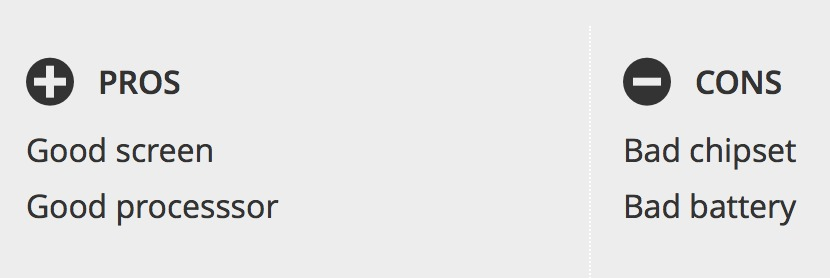 PROS
Good screen
Good processsor
CONS
Bad chipset
Bad battery